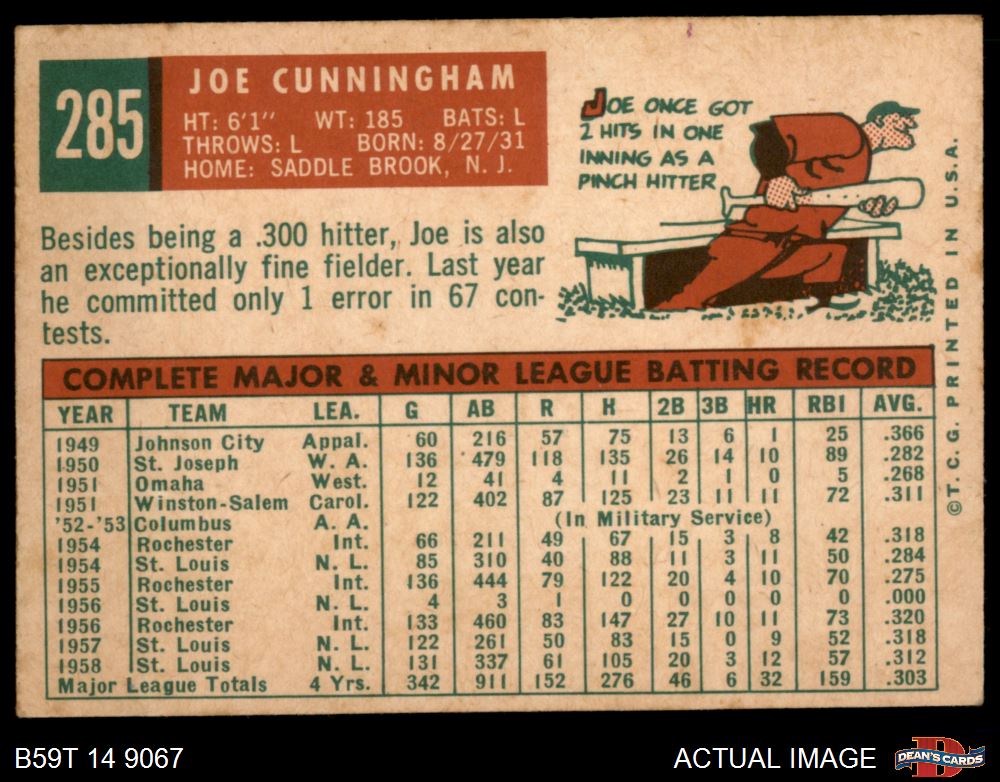 285
JOE CUNNINGHAM
HT: 6'1" WT: 185 BATS: L
THROWS: L BORN: 8/27/31
HOME: SADDLE BROOK, N. J.
JOE ONCE GOT
2 HITS IN ONE
INNING AS A
PINCH HITTER
Besides being a .300 hitter, Joe is also
an exceptionally fine fielder. Last year
he committed only 1 error in 67 con-
tests.
COMPLETE MAJOR & MINOR LEAGUE BATTING RECORD
YEAR TEAM LEA. G AB R H 2B 3B HR RBI AVG.
1949 Johnson City Appal. 60 216 57 75 13 6 1 25 .366
1950 St. Joseph W. A. 136 479 118 135 26 14 10 89 .282
1951 Omaha West. 12 41 4 11 2 1 0 5 .268
1951 Winston-Salem Carol. 122 402 87 125 23 11 11 72 .311
'52-'53 Columbus A. A. (In Military Service)
1954 Rochester Int. 66 211 49 67 15 3 8 42 .318
1954 St. Louis N. L. 85 310 40 88 11 3 11 50 .284
1955 Rochester Int. 136 444 79 122 20 4 10 70 .275
1956 St. Louis N. L. 4 3 1 0 0 0 0 0 .000
1956 Rochester Int. 133 460 83 147 27 10 11 73 .320
1957 St. Louis N. L. 122 261 50 83 15 0 9 52 .318
1958 St. Louis N. L. 131 337 61 105 20 3 12 57 .312
Major League Totals 4 Yrs. 342 911 152 276 46 6 32 159 .303
©T. C. G. PRINTED IN U.S.A.
B59T 14 9067
ACTUAL IMAGE
DEAN'S CARDS